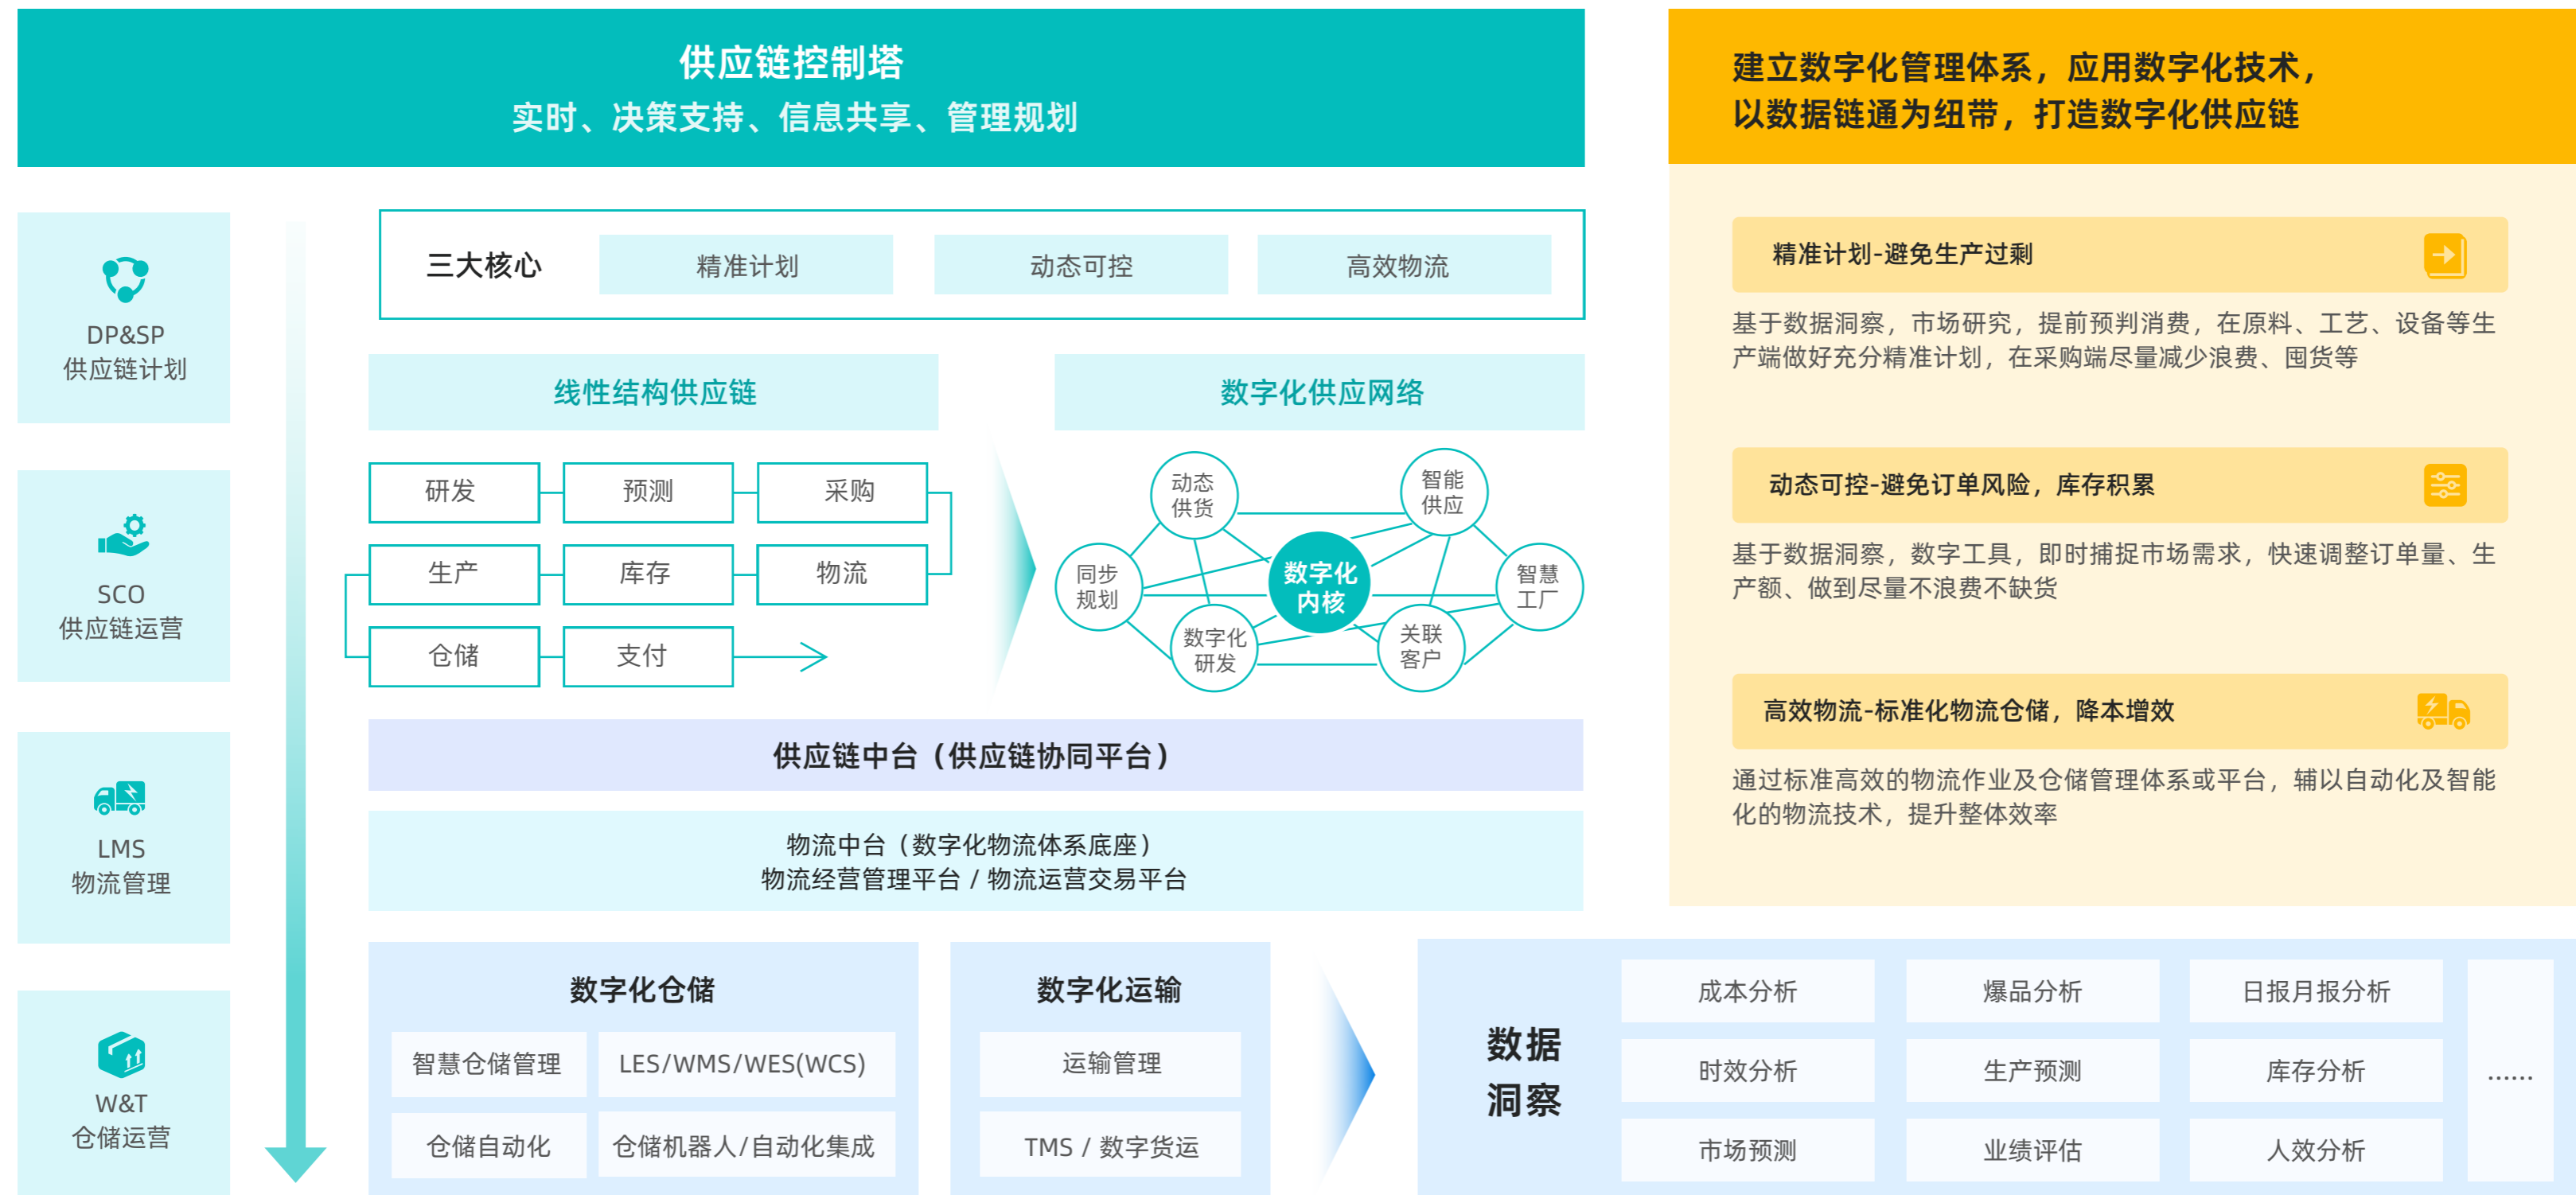 供应链控制塔
实时、决策支持、信息共享、管理规划
DP&SP
供应链计划
SCO
供应链运营
LMS
物流管理
W&T
仓储运营
三大核心
精准计划
动态可控
高效物流
线性结构供应链
研发
预测
采购
生产
库存
物流
仓储
支付
数字化供应网络
动态
供货
智能
供应
同步
规划
数字化
内核
智慧
工厂
数字化
研发
关联
客户
供应链中台（供应链协同平台）
物流中台（数字化物流体系底座）
物流经营管理平台 / 物流运营交易平台
数字化仓储
智慧仓储管理
LES/WMS/WES(WCS)
仓储自动化
仓储机器人/自动化集成
数字化运输
运输管理
TMS / 数字货运
建立数字化管理体系，应用数字化技术，
以数据链通为纽带，打造数字化供应链
精准计划-避免生产过剩
基于数据洞察，市场研究，提前预判消费，在原料、工艺、设备等生
产端做好充分精准计划，在采购端尽量减少浪费、囤货等
动态可控-避免订单风险，库存积累
基于数据洞察，数字工具，即时捕捉市场需求，快速调整订单量、生
产额、做到尽量不浪费不缺货
高效物流-标准化物流仓储，降本增效
通过标准高效的物流作业及仓储管理体系或平台，辅以自动化及智能
化的物流技术，提升整体效率
数据
洞察
成本分析
爆品分析
日报月报分析
时效分析
生产预测
库存分析
市场预测
业绩评估
人效分析
......